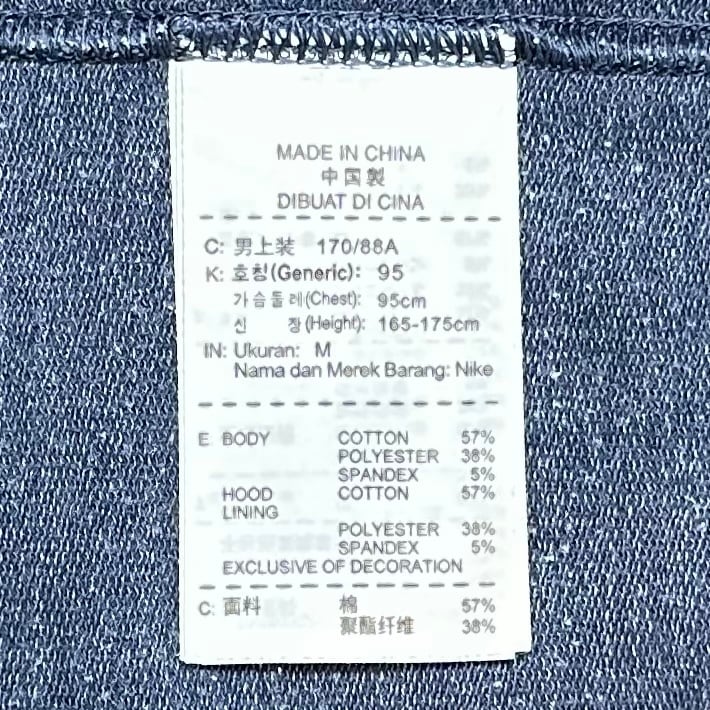 MADE IN CHINA
中国製
DIBUAT DI CINA
C: 男上装 170/88A
K: 호칭(Generic): 95
가슴둘레(Chest): 95cm
신 장(Height): 165-175cm
IN: Ukuran: M
Nama dan Merek Barang: Nike
E BODY COTTON 57%
POLYESTER 38%
SPANDEX 5%
HOOD COTTON 57%
LINING
POLYESTER 38%
SPANDEX 5%
EXCLUSIVE OF DECORATION
C: 面料 棉 57%
聚酯纤维 38%